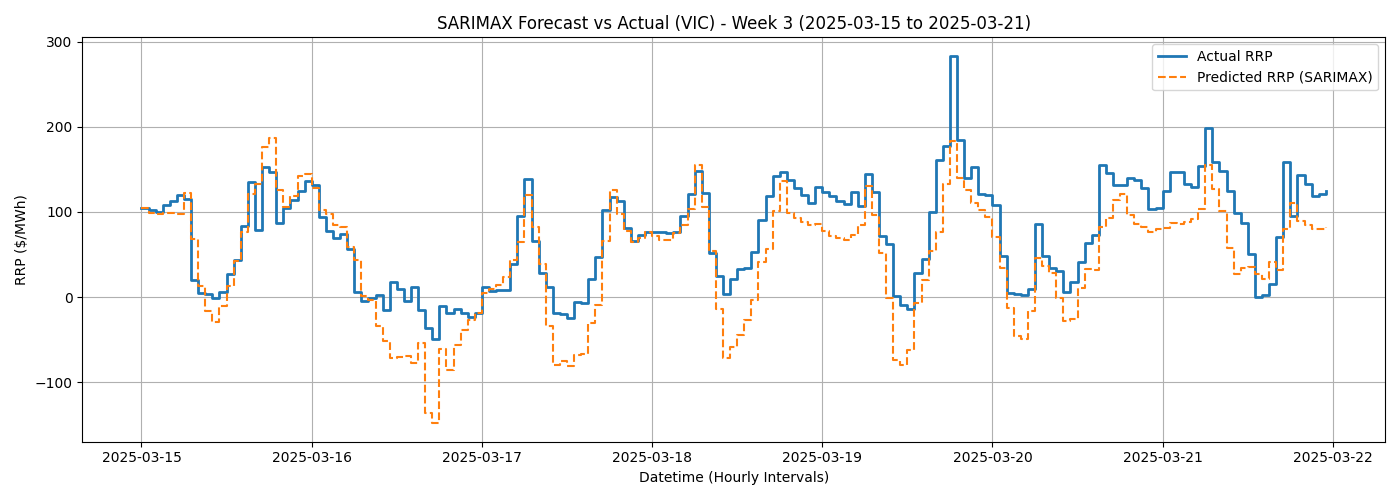 SARIMAX Forecast vs Actual (VIC) - Week 3 (2025-03-15 to 2025-03-21)
Actual RRP
Predicted RRP (SARIMAX)
RRP ($/MWh)
300
200
100
0
−100
2025-03-15
2025-03-16
2025-03-17
2025-03-18
2025-03-19
2025-03-20
2025-03-21
2025-03-22
Datetime (Hourly Intervals)